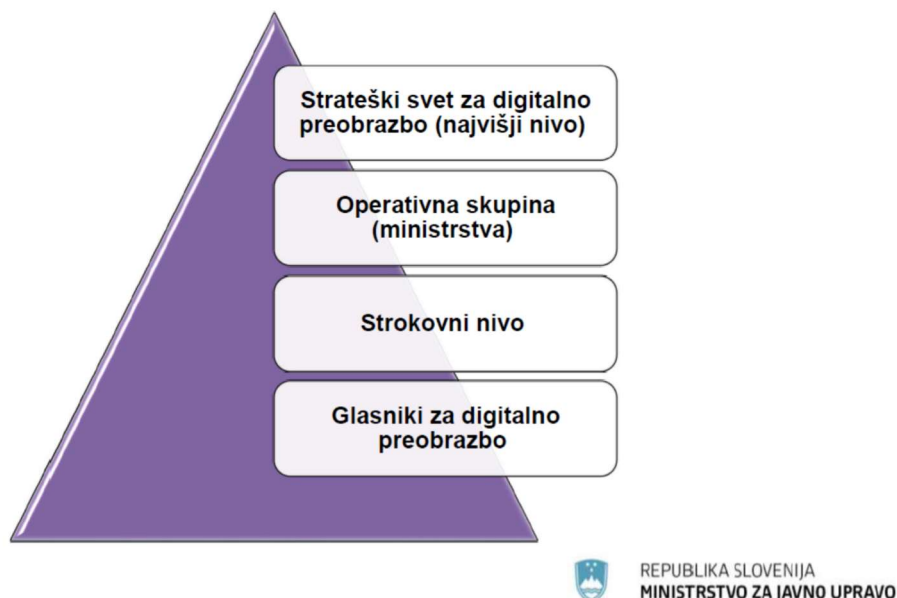 Strateški svet za digitalno
preobrazbo (najvišji nivo)
Operativna skupina
(ministrstva)
Strokovni nivo
Glasniki za digitalno
preobrazbo
REPUBLIKA SLOVENIJA
MINISTRSTVO ZA JAVNO UPRAVO